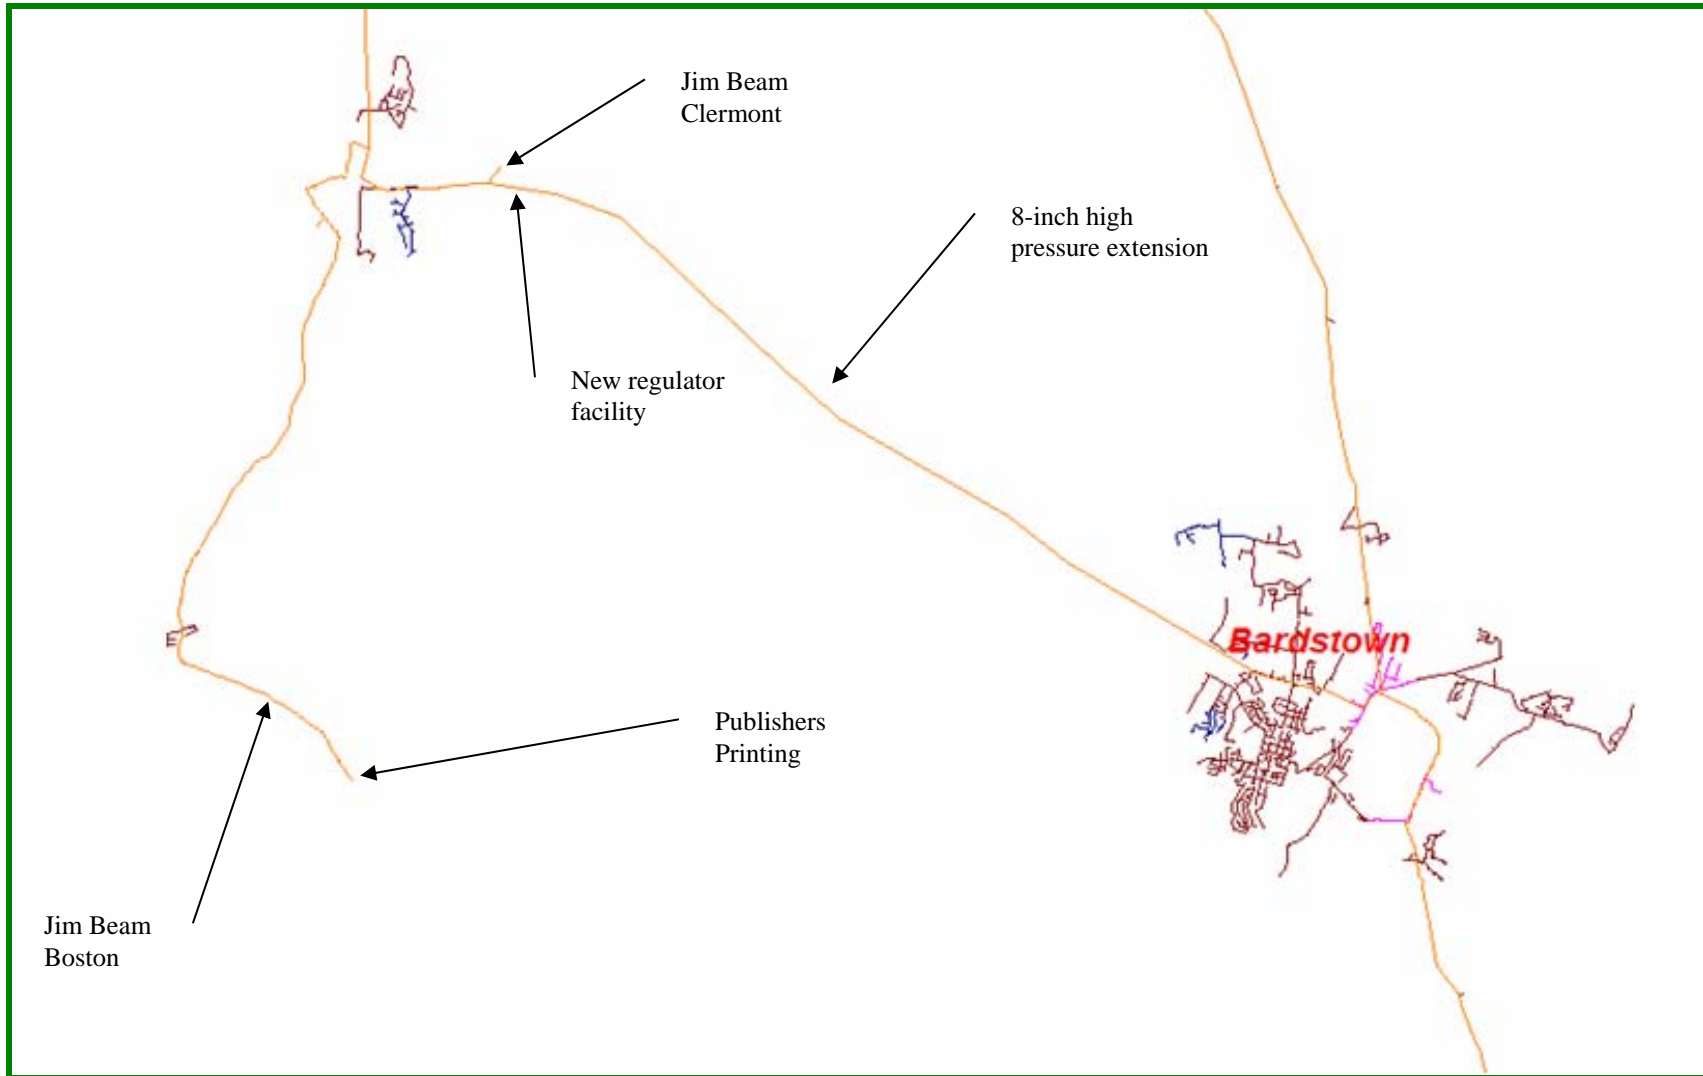 Jim Beam
Clermont
8-inch high
pressure extension
New regulator
facility
Bardstown
Publishers
Printing
Jim Beam
Boston